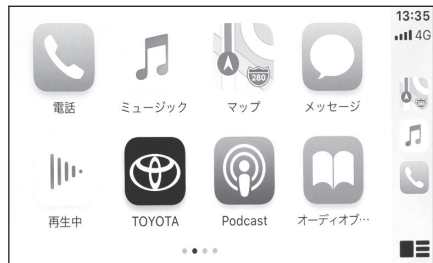 13:35
4G
280
電話
ミュージック
マップ
メッセージ
再生中
TOYOTA
Podcast
オーディオブ…